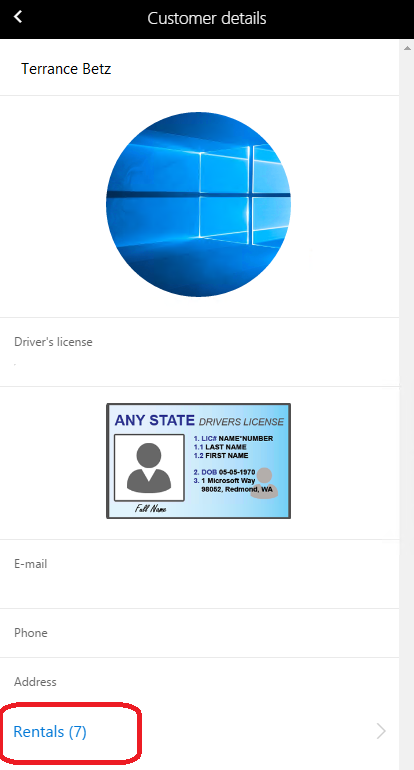 Customer details
Terrance Betz
Driver's license
ANY STATE DRIVERS LICENSE
1. LIC# NAME*NUMBER
1.1 LAST NAME
1.2 FIRST NAME
2. DOB 05-05-1970
3. 1 Microsoft Way
98052, Redmond, WA
Full Name
E-mail
Phone
Address
Rentals (7)